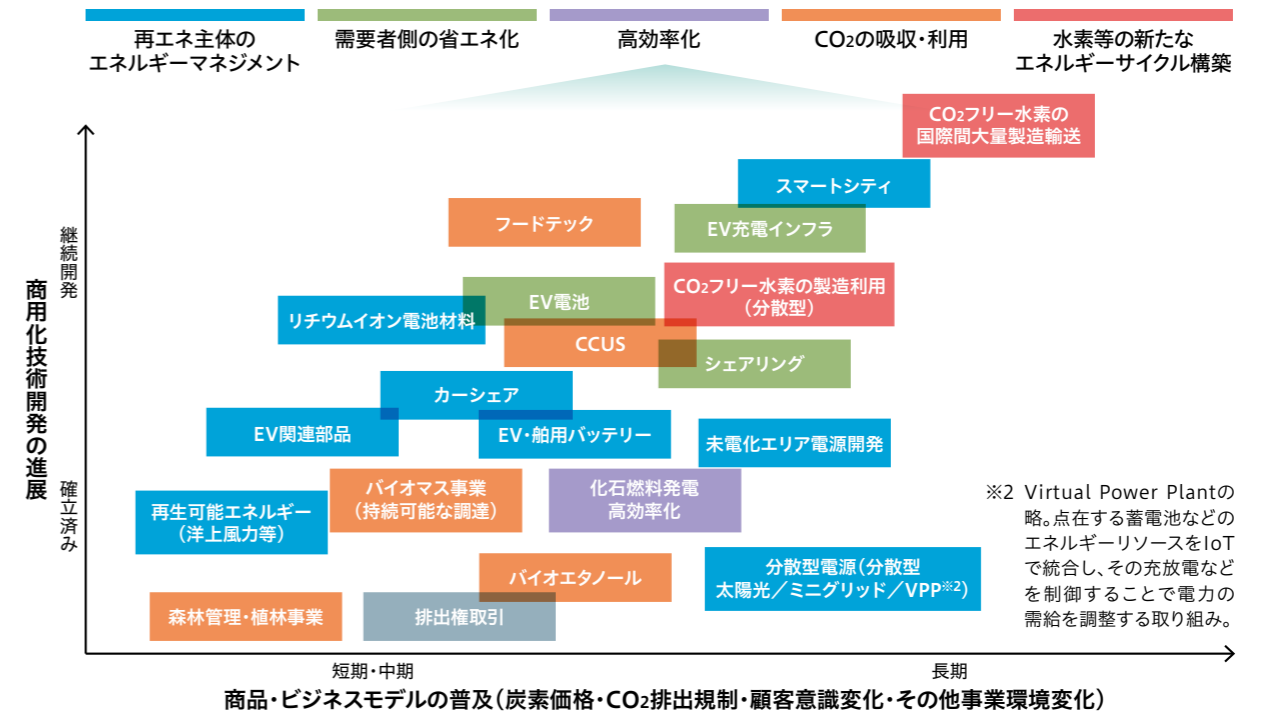 再エネ主体の
エネルギーマネジメント
需要者側の省エネ化
高効率化
CO2の吸収・利用
水素等の新たな
エネルギーサイクル構築
CO2フリー水素の
国際間大量製造輸送
スマートシティ
フードテック
EV充電インフラ
継続開発
EV電池
CO2フリー水素の製造利用
（分散型）
リチウムイオン電池材料
CCUS
シェアリング
商用化技術開発の進展
カーシェア
EV関連部品
EV・舶用バッテリー
未電化エリア電源開発
確立済み
バイオマス事業
（持続可能な調達）
化石燃料発電
高効率化
再生可能エネルギー
（洋上風力等）
バイオエタノール
分散型電源（分散型
太陽光／ミニグリッド／VPP※2）
森林管理・植林事業
排出権取引
※2 Virtual Power Plantの
略。点在する蓄電池などの
エネルギーリソースをIoT
で統合し、その充放電など
を制御することで電力の
需給を調整する取り組み。
短期・中期
長期
商品・ビジネスモデルの普及（炭素価格・CO2排出規制・顧客意識変化・その他事業環境変化）